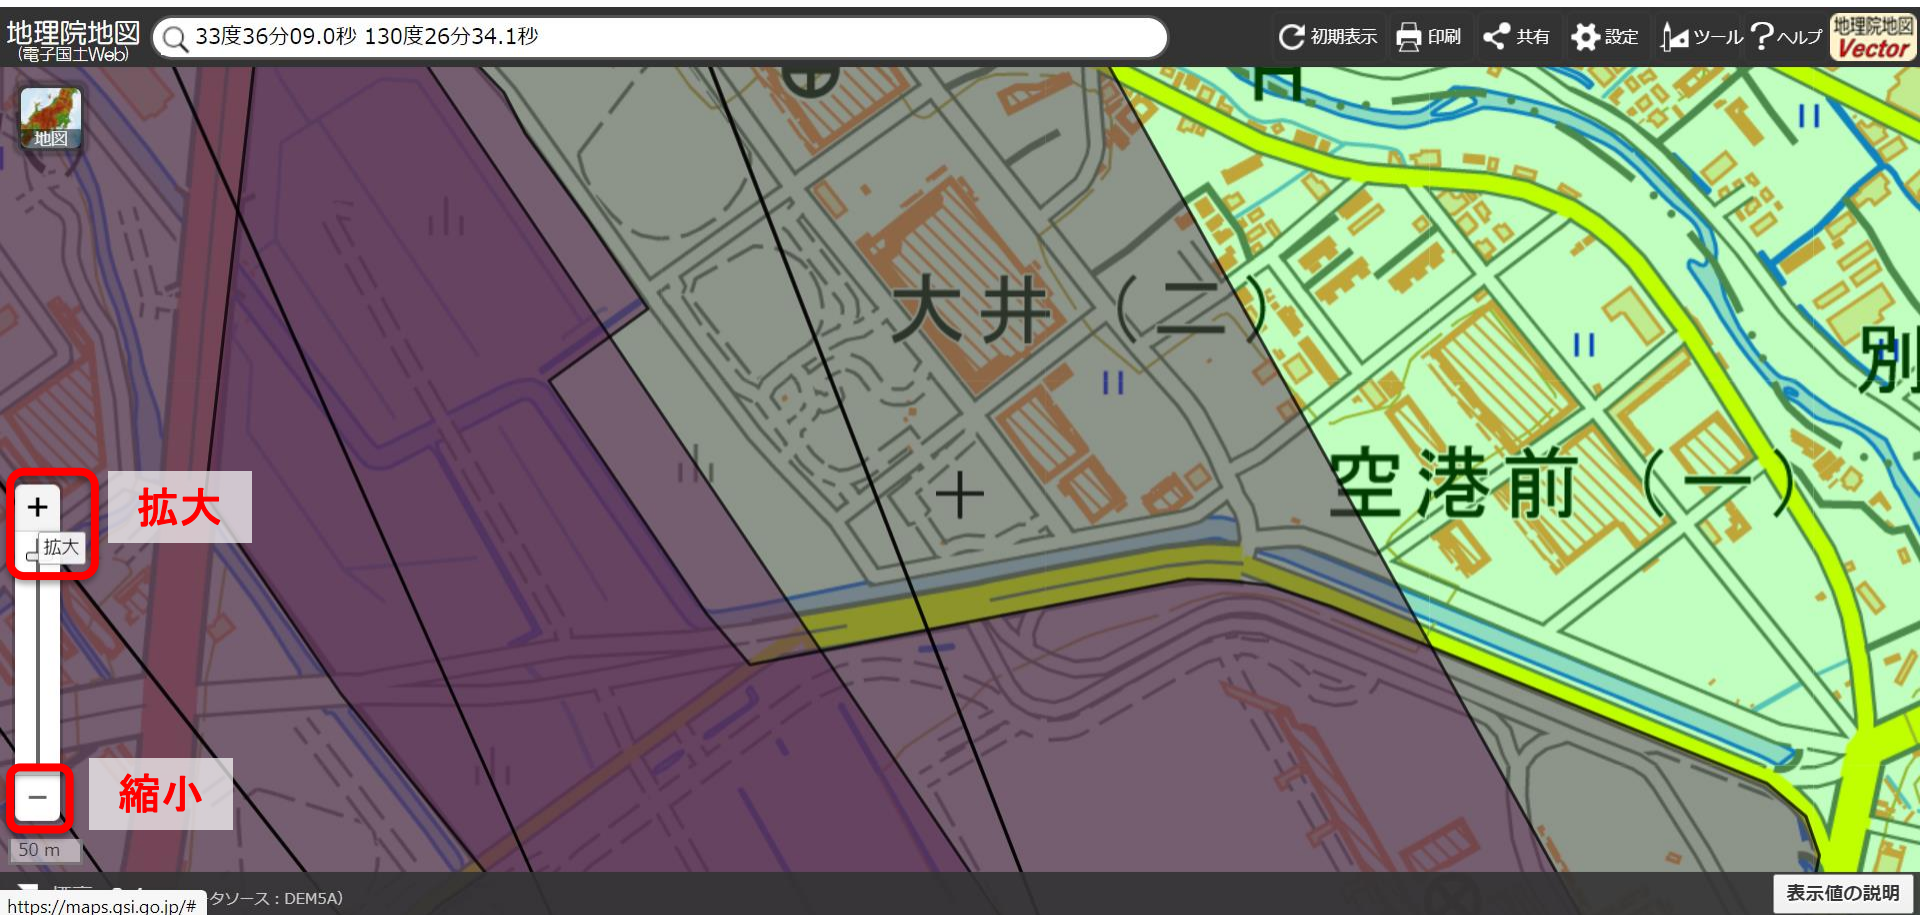 地理院地図
(電子国土Web)
33度36分09.0秒 130度26分34.1秒
初期表示
印刷
共有
設定
ツール
ヘルプ
地理院地図
Vector
地図
大井（二）
空港前（一）
別
+
拡大
拡大
−
縮小
50 m
タソース：DEM5A）
https://maps.gsi.go.jp/#
表示値の説明